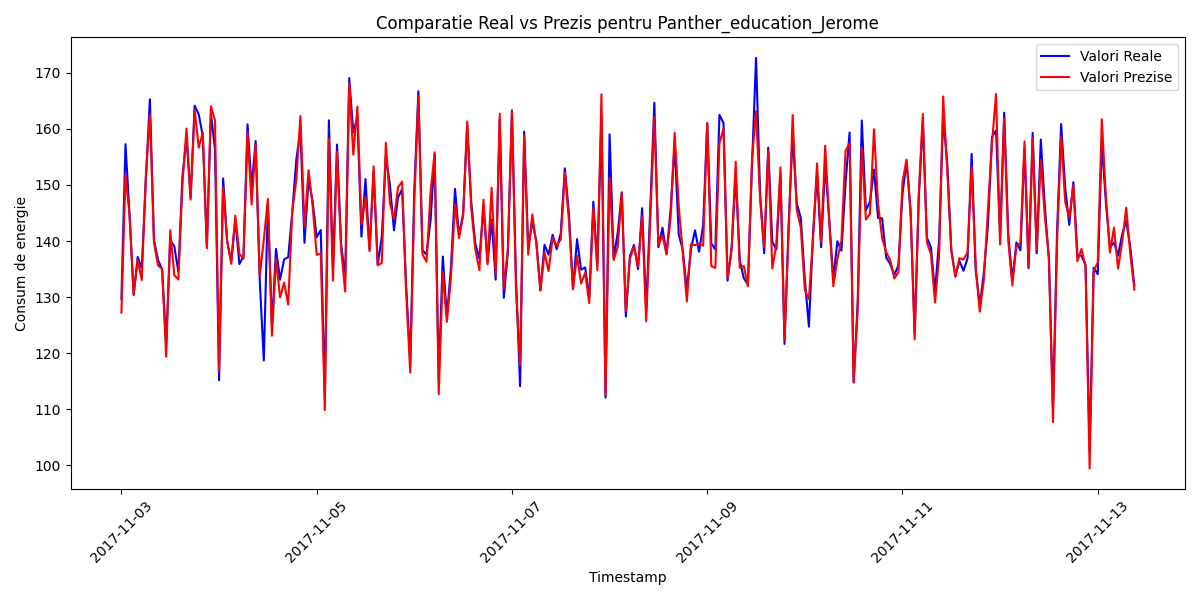 Comparatie Real vs Prezis pentru Panther_education_Jerome
Valori Reale
Valori Prezise
Consum de energie
170
160
150
140
130
120
110
100
2017-11-03
2017-11-05
2017-11-07
2017-11-09
2017-11-11
2017-11-13
Timestamp